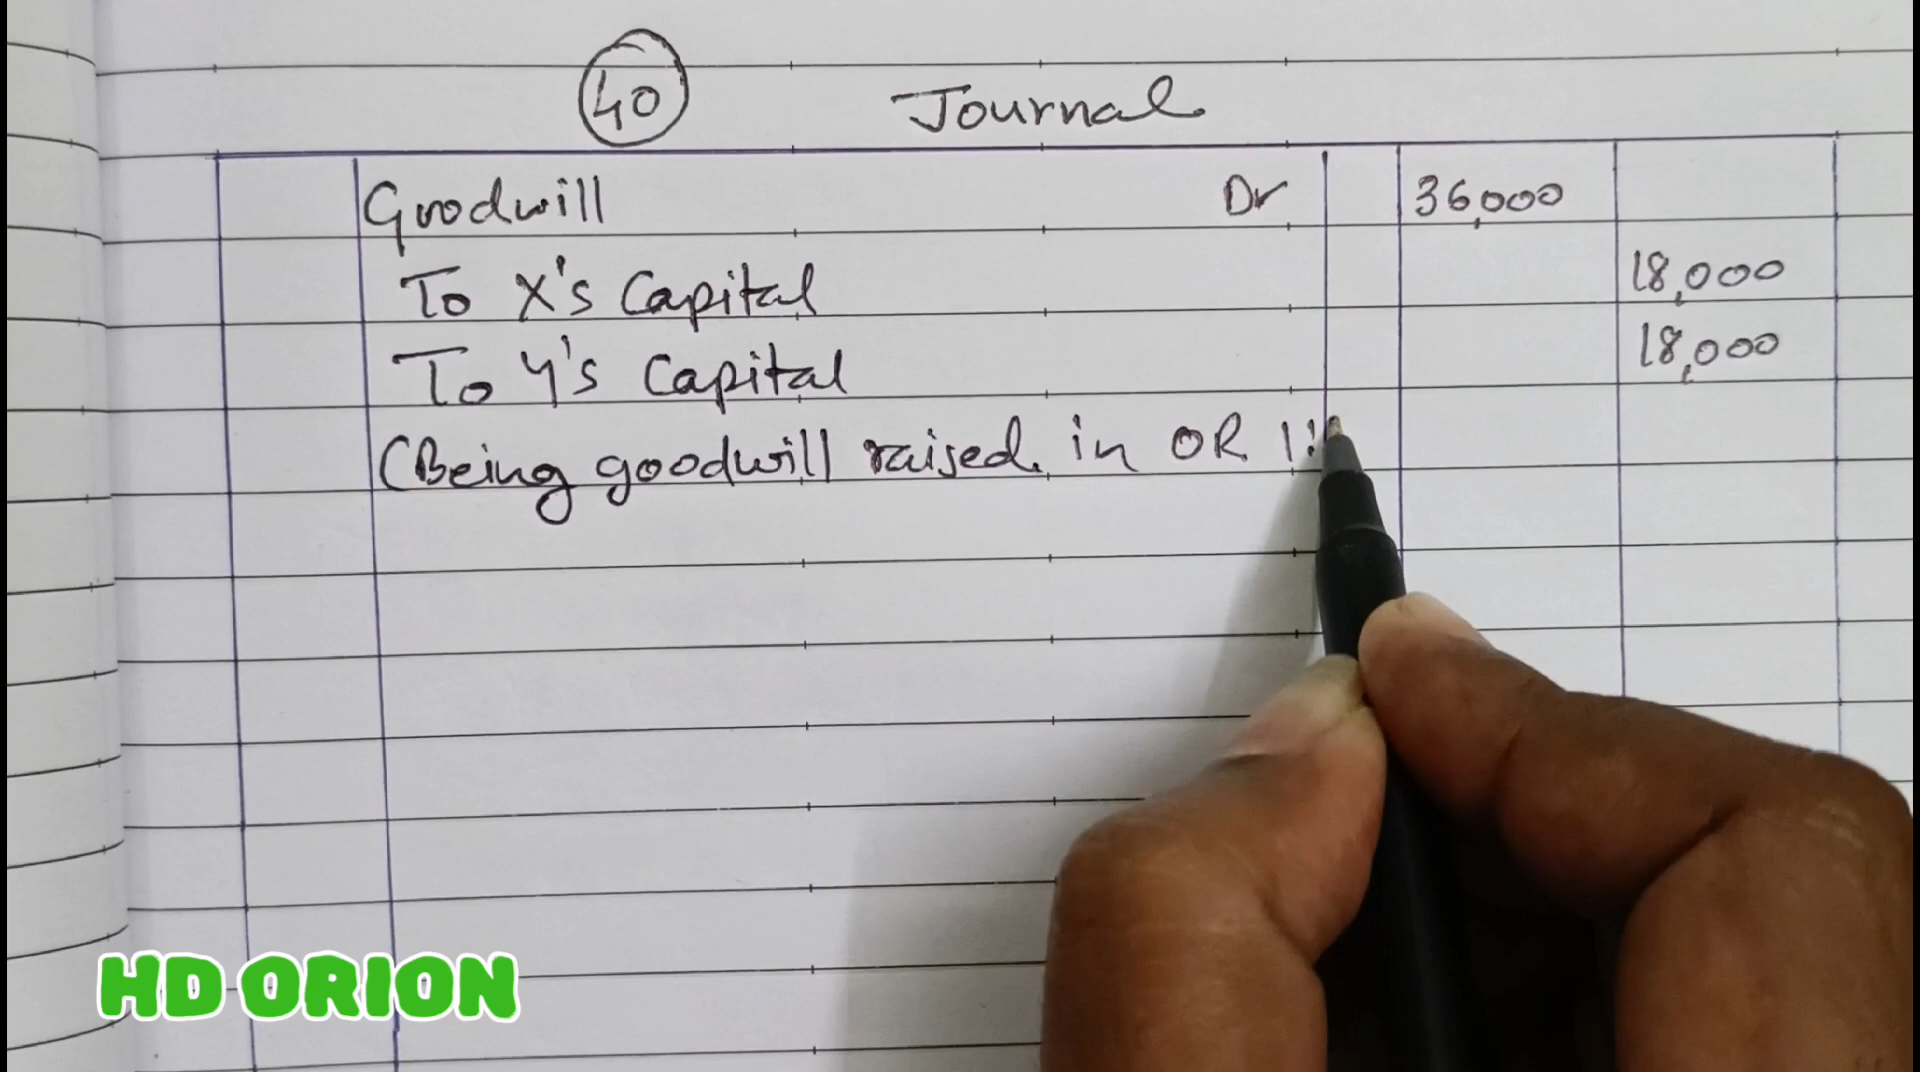 40 Journal
Goodwill Dr 36,000
To X's Capital 18,000
To Y's Capital 18,000
(Being goodwill raised in OR 1:
HD ORION